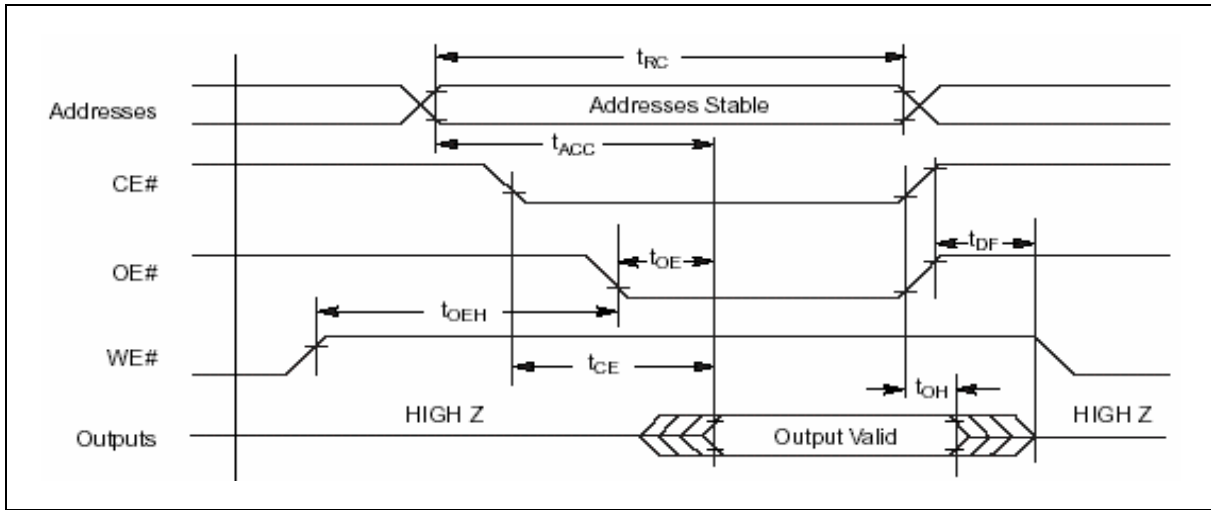 tRC
Addresses
Addresses Stable
tACC
CE#
tDF
OE#
tOE
tOEH
WE#
tCE
tOH
HIGH Z
HIGH Z
Outputs
Output Valid